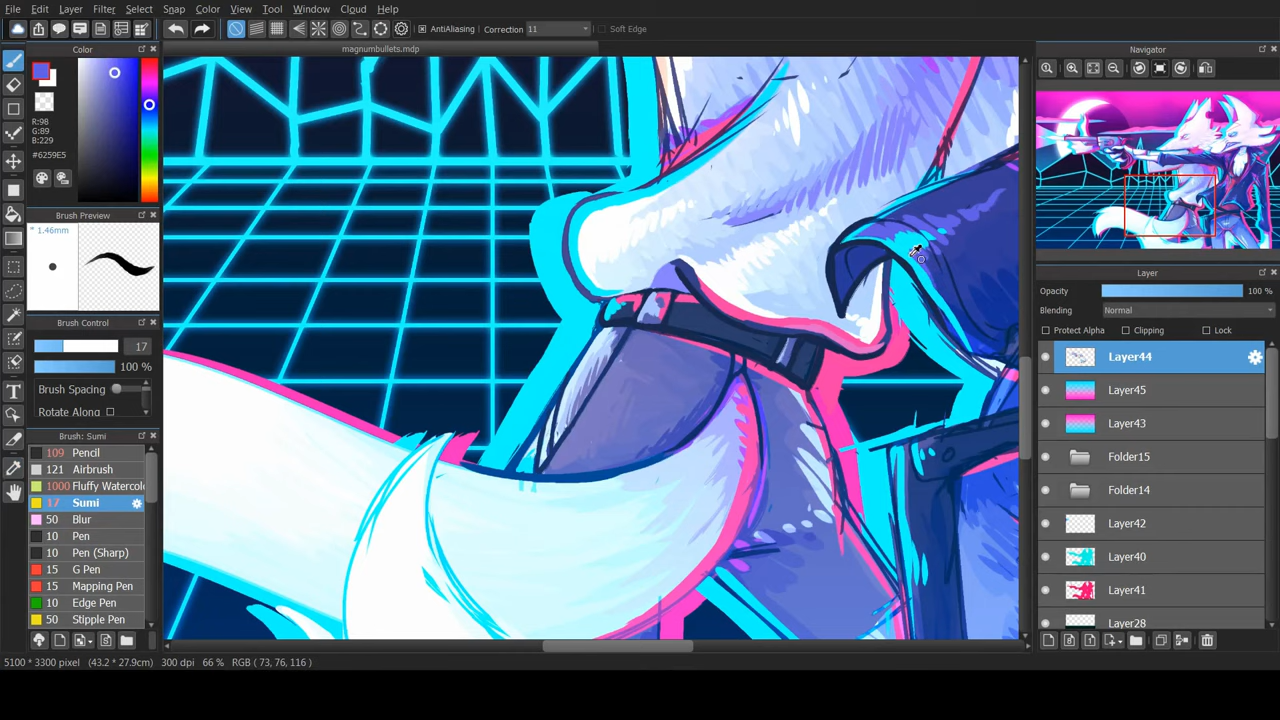 File Edit Layer Filter Select Snap Color View Tool Window Cloud Help
AntiAliasing Correction 11 Soft Edge
magnumbullets.mdp
Color
R:98
G:89
B:229
#6259E5
Brush Preview
* 1.46mm
Brush Control
17
100 %
Brush Spacing
Rotate Along
Brush: Sumi
109 Pencil
121 Airbrush
1000 Fluffy Watercolo
17 Sumi
50 Blur
10 Pen
10 Pen (Sharp)
15 G Pen
15 Mapping Pen
10 Edge Pen
50 Stipple Pen
Navigator
Layer
Opacity 100 %
Blending Normal
Protect Alpha Clipping Lock
Layer44
Layer45
Layer43
Folder15
Folder14
Layer42
Layer40
Layer41
Layer28
5100 * 3300 pixel (43.2 * 27.9cm) 300 dpi 66 % RGB ( 73, 76, 116 )